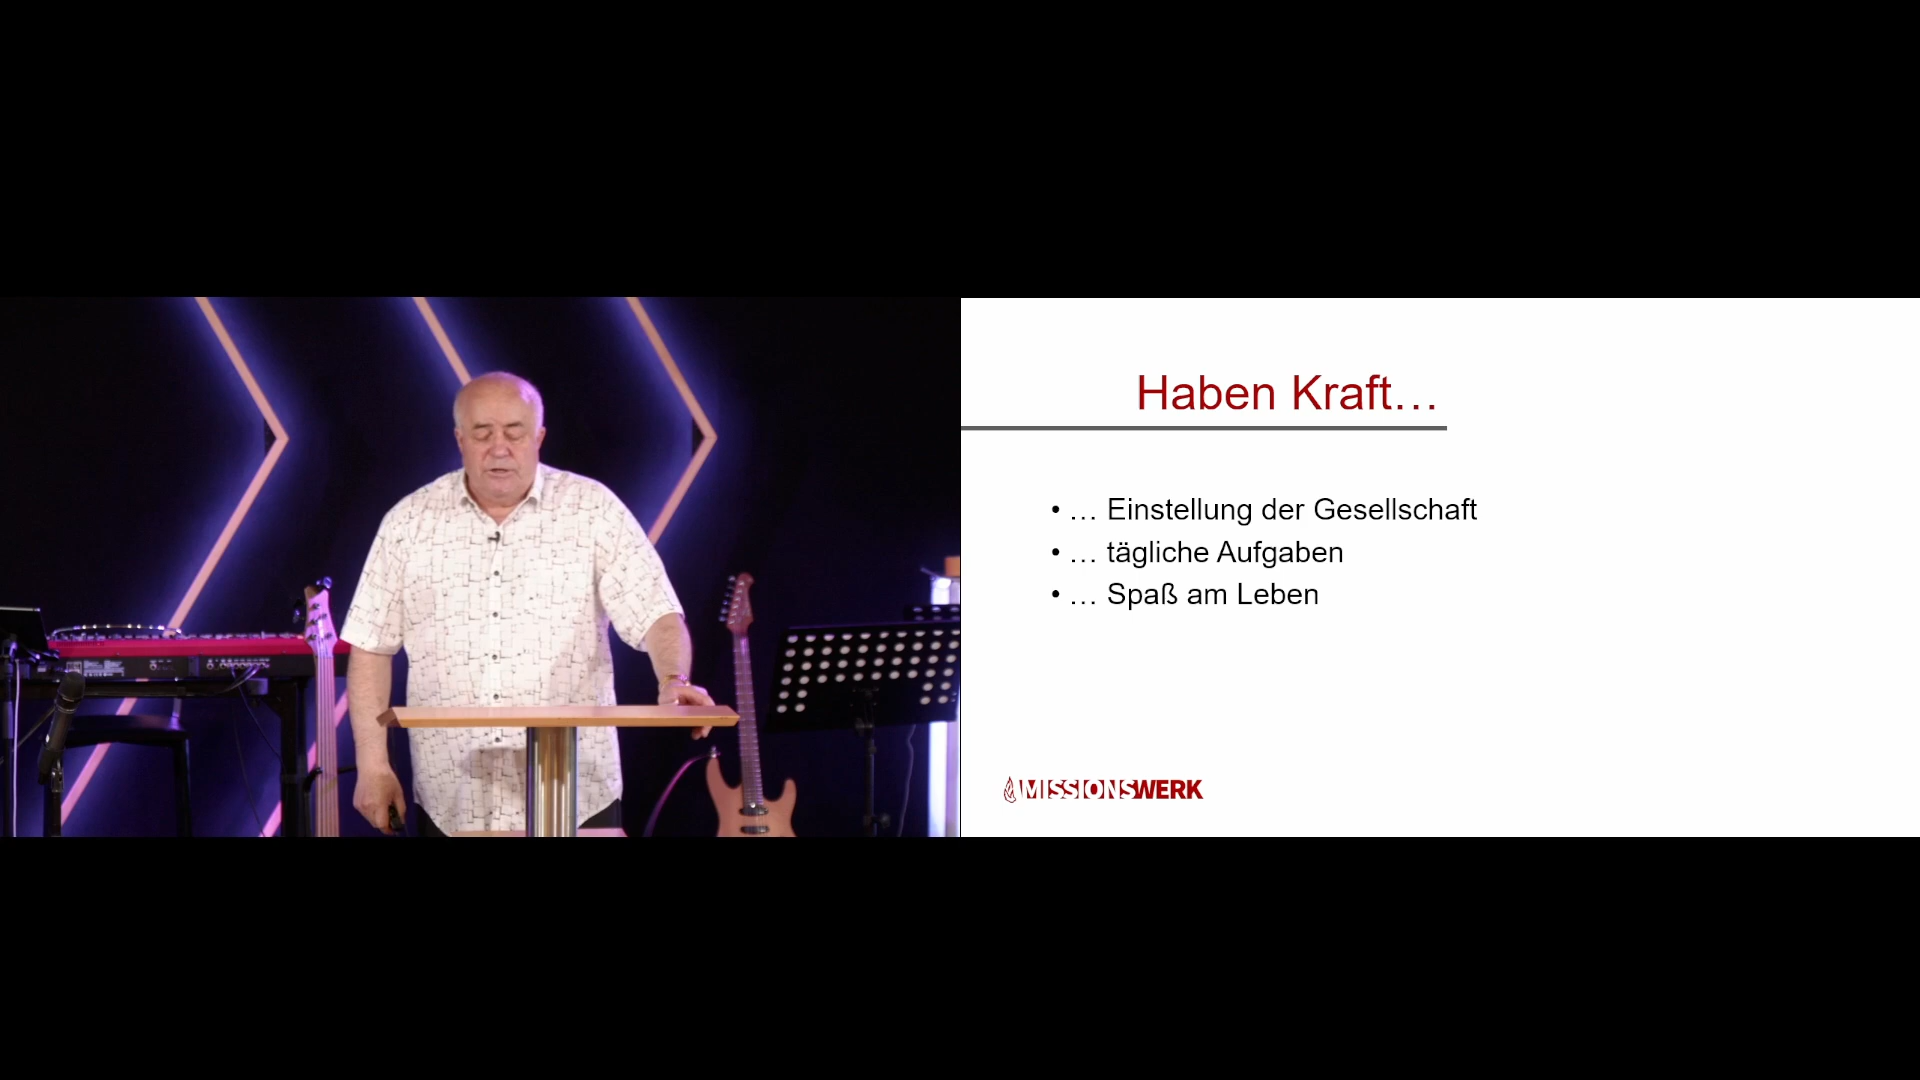 Haben Kraft…
• … Einstellung der Gesellschaft
• … tägliche Aufgaben
• … Spaß am Leben
MISSIONSWERK